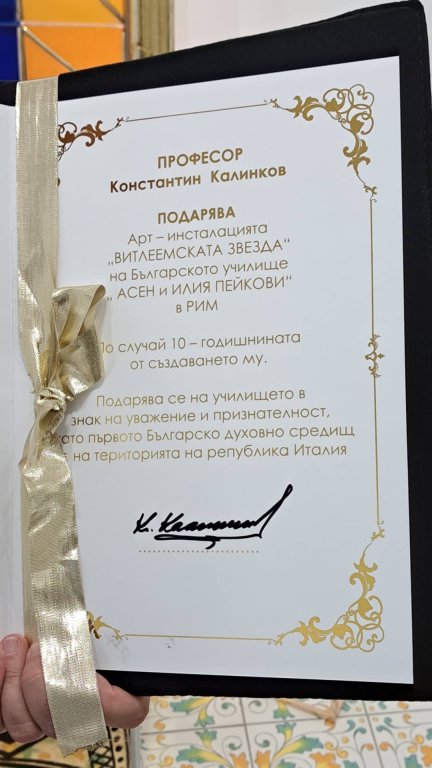 ПРОФЕСОР
Константин Калинков
ПОДАРЯВА
Арт – инсталацията
„ВИТЛЕЕМСКАТА ЗВЕЗДА“
на Българското училище
„ АСЕН и ИЛИЯ ПЕЙКОВИ“
в РИМ
По случай 10 – годишнината
от създаването му.
Подарява се на училището в
знак на уважение и признателност,
като първото Българско духовно средищ
на територията на република Италия
К. Калинков